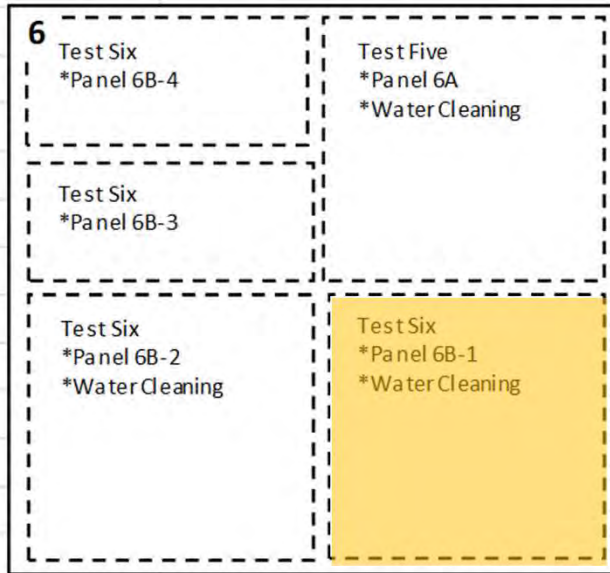 6
Test Six
*Panel 6B-4
Test Five
*Panel 6A
*Water Cleaning
Test Six
*Panel 6B-3
Test Six
*Panel 6B-2
*Water Cleaning
Test Six
*Panel 6B-1
*Water Cleaning